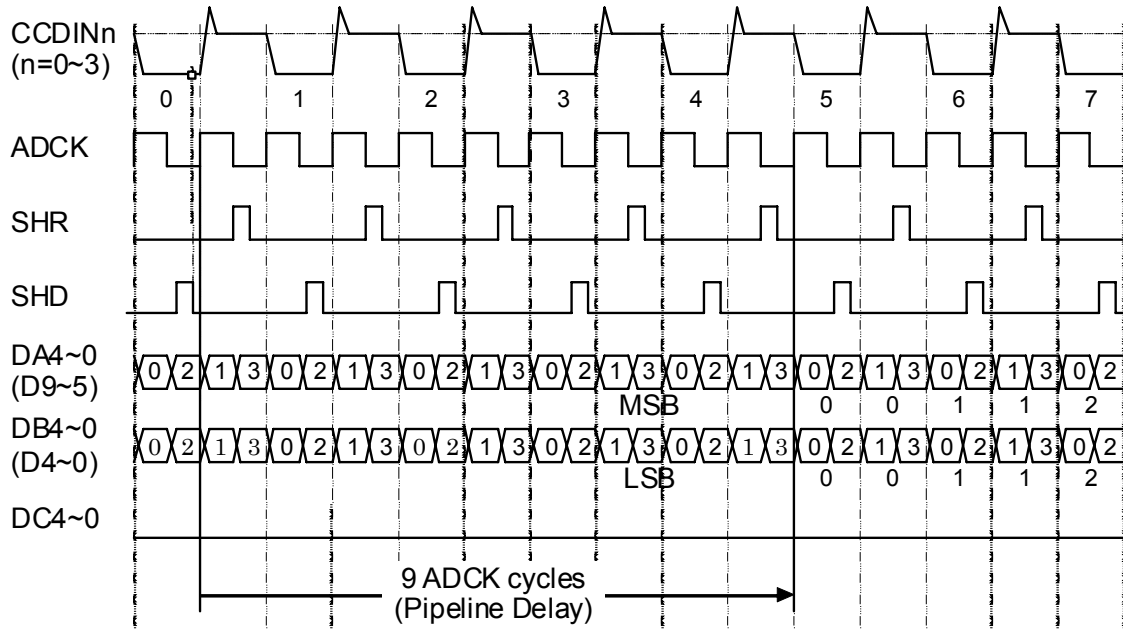 CCDINn
(n=0~3)
0 1 2 3 4 5 6 7
ADCK
SHR
SHD
DA4~0
(D9~5)
0 2 1 3 0 2 1 3 0 2 1 3 0 2 1 3 0 2 1 3 0 2 1 3 0 2 1 3 0 2
MSB 0 0 1 1 2
DB4~0
(D4~0)
0 2 1 3 0 2 1 3 0 2 1 3 0 2 1 3 0 2 1 3 0 2 1 3 0 2 1 3 0 2
LSB 0 0 1 1 2
DC4~0
9 ADCK cycles
(Pipeline Delay)